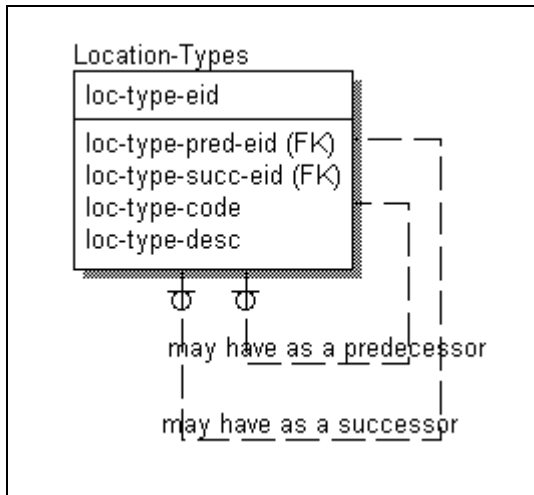 Location-Types
loc-type-eid
loc-type-pred-eid (FK)
loc-type-succ-eid (FK)
loc-type-code
loc-type-desc
may have as a predecessor
may have as a successor